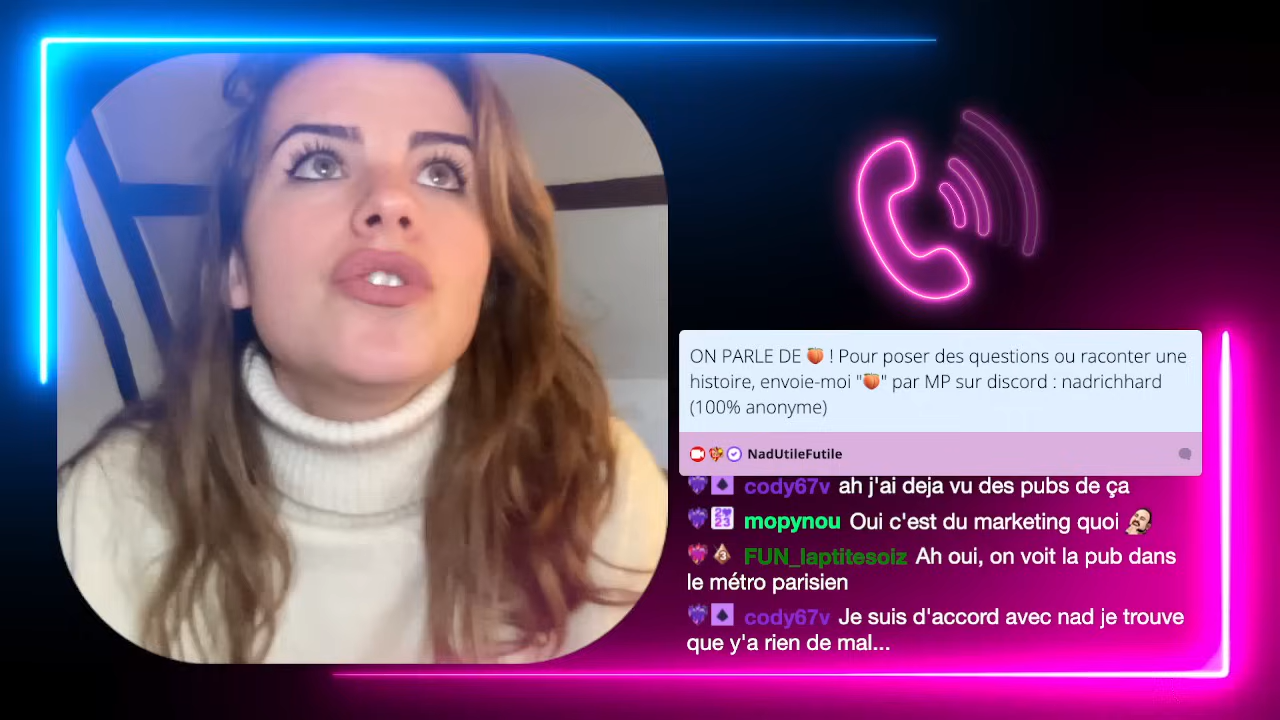 ON PARLE DE 🍑 ! Pour poser des questions ou raconter une
histoire, envoie-moi "🍑" par MP sur discord : nadrichhard
(100% anonyme)
NadUtileFutile
cody67v ah j'ai deja vu des pubs de ça
mopynou Oui c'est du marketing quoi
FUN_laptitesoiz Ah oui, on voit la pub dans
le métro parisien
cody67v Je suis d'accord avec nad je trouve
que y'a rien de mal...